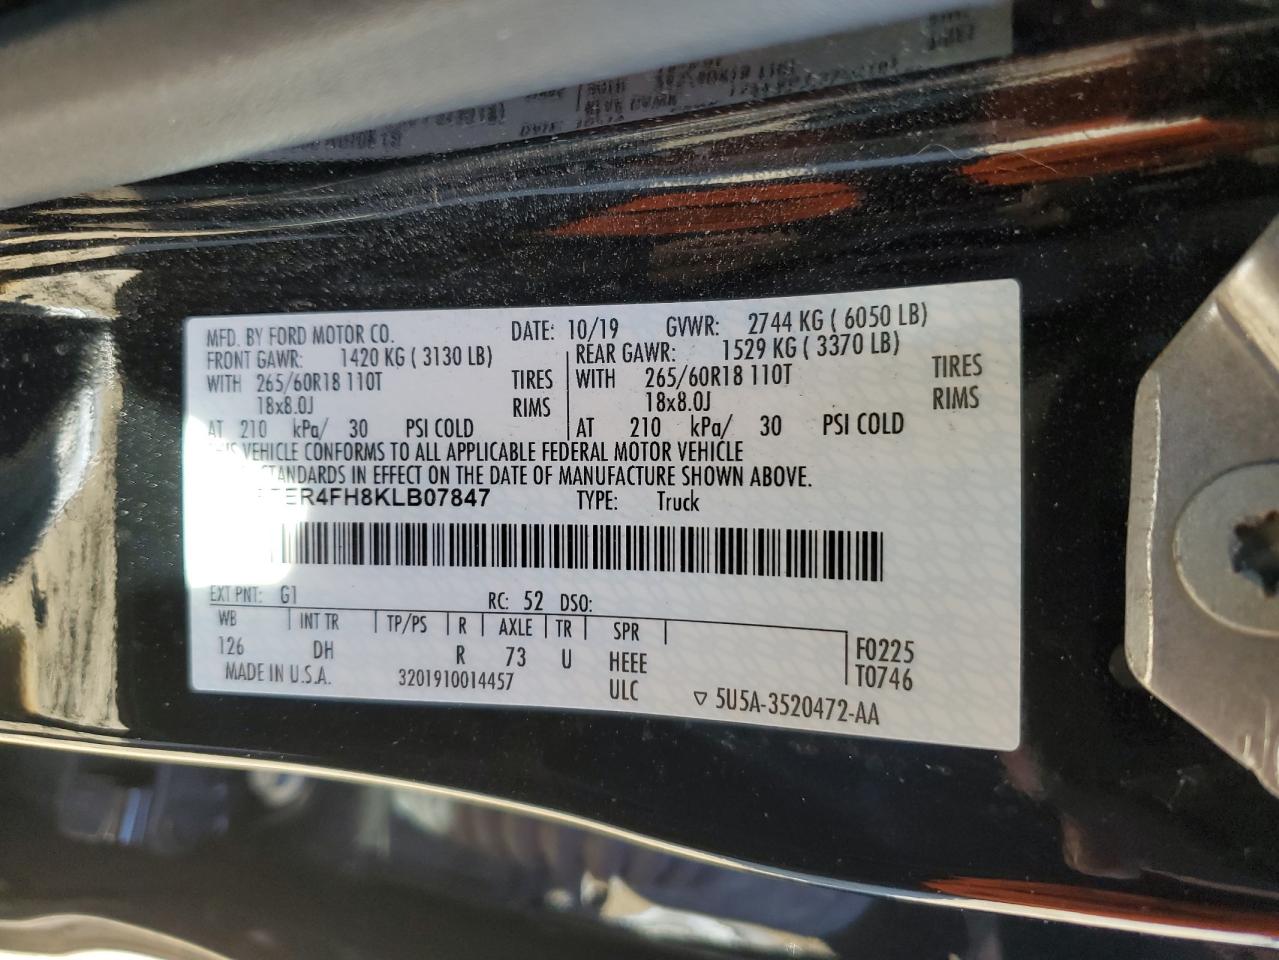 MFD. BY FORD MOTOR CO. DATE: 10/19 GVWR: 2744 KG ( 6050 LB)
FRONT GAWR: 1420 KG ( 3130 LB) REAR GAWR: 1529 KG ( 3370 LB)
WITH 265/60R18 110T TIRES WITH 265/60R18 110T TIRES
18x8.0J RIMS 18x8.0J RIMS
AT 210 kPa/ 30 PSI COLD AT 210 kPa/ 30 PSI COLD
VEHICLE CONFORMS TO ALL APPLICABLE FEDERAL MOTOR VEHICLE
STANDARDS IN EFFECT ON THE DATE OF MANUFACTURE SHOWN ABOVE.
ER4FH8KLB07847 TYPE: Truck
EXT PNT: G1 RC: 52 DSO:
WB INT TR TP/PS R AXLE TR SPR
126 DH R 73 U HEEE F0225
MADE IN U.S.A. 3201910014457 ULC ▽ 5U5A-3520472-AA T0746